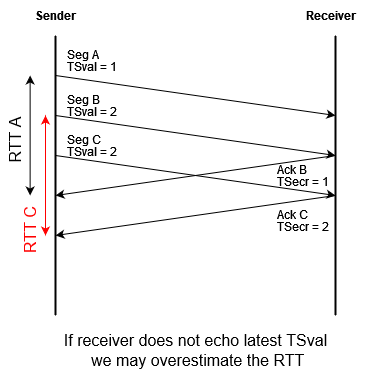 Sender
Receiver
Seg A
TSval = 1
Seg B
TSval = 2
Seg C
TSval = 2
RTT A
RTT C
Ack B
TSecr = 1
Ack C
TSecr = 2
If receiver does not echo latest TSval
we may overestimate the RTT